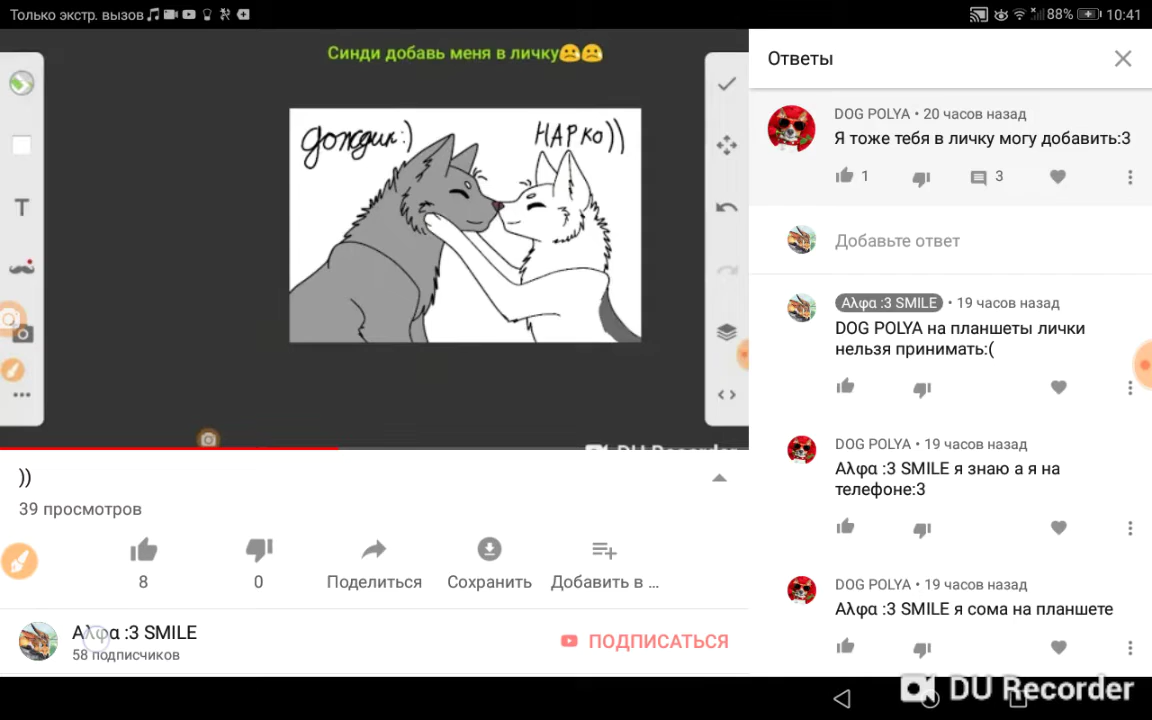 Только экстр. вызов
88%
10:41
Синди добавь меня в личку
дождик:)
НАРКО))
T
))
39 просмотров
8
0
Поделиться
Сохранить
Добавить в ...
Αλφα :3 SMILE
58 подписчиков
ПОДПИСАТЬСЯ
Ответы
DOG POLYA • 20 часов назад
Я тоже тебя в личку могу добавить:3
1
3
Добавьте ответ
Αλφα :3 SMILE • 19 часов назад
DOG POLYA на планшеты лички
нельзя принимать:(
DOG POLYA • 19 часов назад
Αλφα :3 SMILE я знаю а я на
телефоне:3
DOG POLYA • 19 часов назад
Αλφα :3 SMILE я сома на планшете
DU Recorder